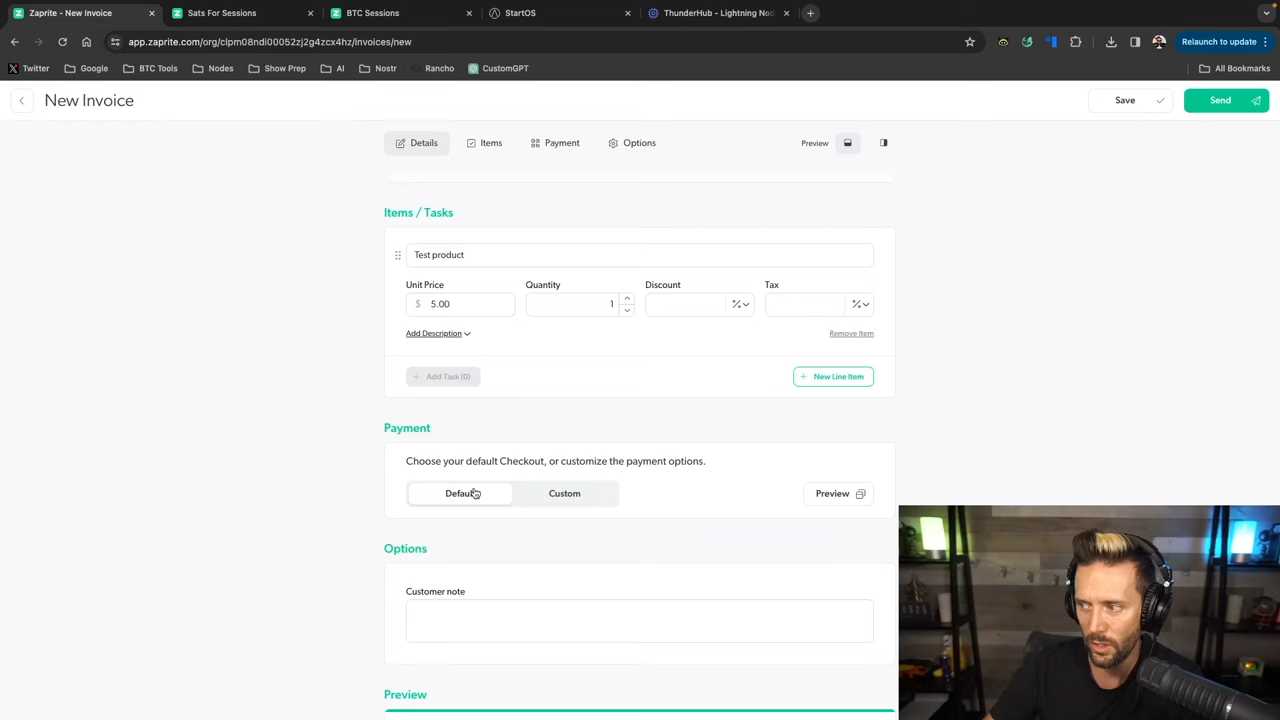 Zaprite - New Invoice
Sats For Sessions
BTC Sessions
StartOS
ThunderHub - Lightning Nod
app.zaprite.com/org/clpm08ndi00052zj2g4zcx4hz/invoices/new
Relaunch to update
Twitter
Google
BTC Tools
Nodes
Show Prep
AI
Nostr
Rancho
CustomGPT
All Bookmarks
New Invoice
Save
Send
Details
Items
Payment
Options
Preview
Items / Tasks
Test product
Unit Price
Quantity
Discount
Tax
$ 5.00
1
%
%
Add Description
Remove Item
+ Add Task (0)
+ New Line Item
Payment
Choose your default Checkout, or customize the payment options.
Default
Custom
Preview
Options
Customer note
Preview